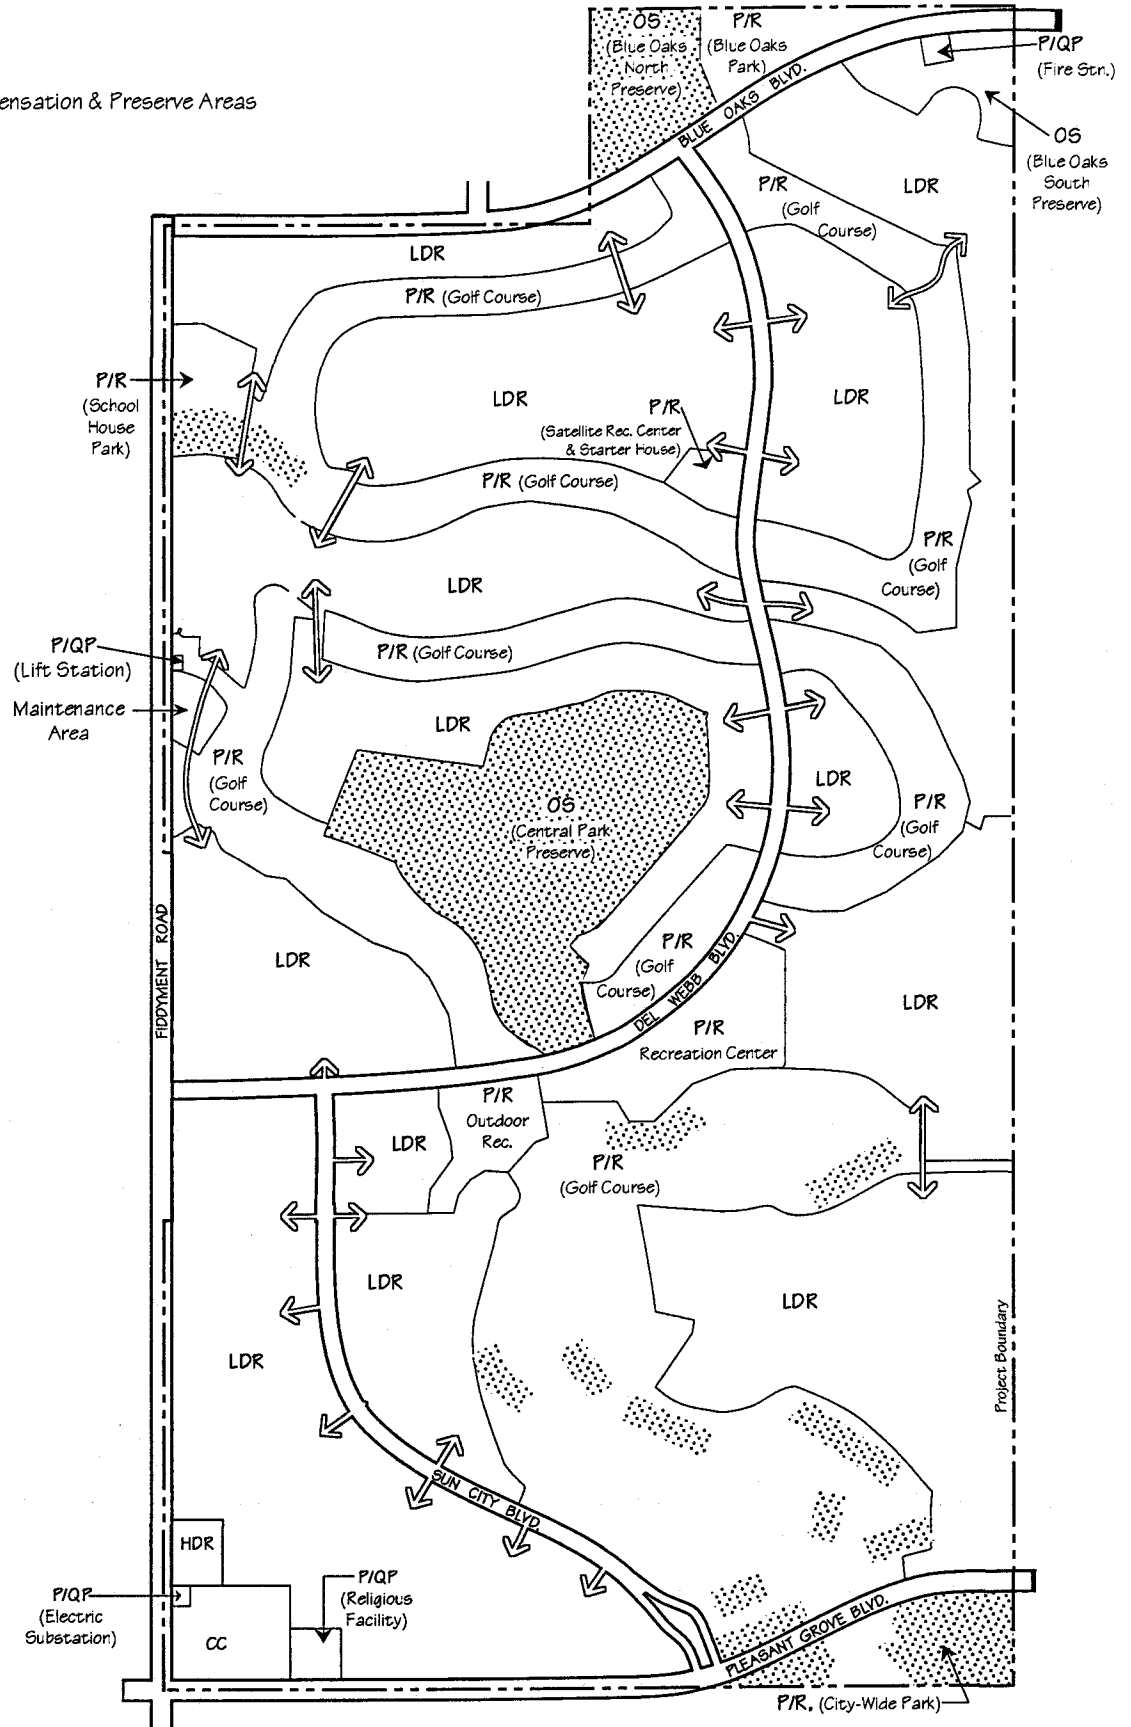 ensation & Preserve Areas
OS
(Blue Oaks
North
Preserve)
P/R
(Blue Oaks
Park)
BLUE OAKS BLVD.
P/QP
(Fire Stn.)
OS
(Blue Oaks
South
Preserve)
P/R
(Golf
Course)
LDR
LDR
P/R (Golf Course)
P/R
(School
House
Park)
LDR
P/R
(Satellite Rec. Center
& Starter House)
LDR
P/R (Golf Course)
P/R
(Golf
Course)
LDR
P/QP
(Lift Station)
P/R (Golf Course)
Maintenance
Area
LDR
P/R
(Golf
Course)
OS
(Central Park
Preserve)
LDR
P/R
(Golf
Course)
FIDDYMENT ROAD
LDR
P/R
(Golf
Course)
DEL WEBB BLVD.
LDR
P/R
Recreation Center
P/R
Outdoor
Rec.
LDR
P/R
(Golf Course)
LDR
LDR
LDR
Project Boundary
SUN CITY BLVD.
HDR
P/QP
(Electric
Substation)
CC
P/QP
(Religious
Facility)
PLEASANT GROVE BLVD.
P/R. (City-Wide Park)